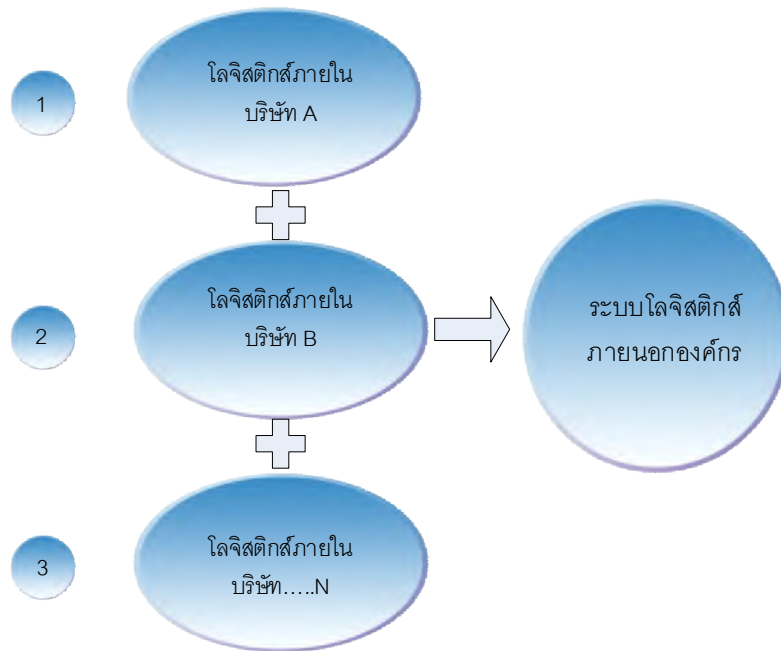 1
โลจิสติกส์ภายใน
บริษัท A
2
โลจิสติกส์ภายใน
บริษัท B
ระบบโลจิสติกส์
ภายนอกองค์กร
3
โลจิสติกส์ภายใน
บริษัท.....N